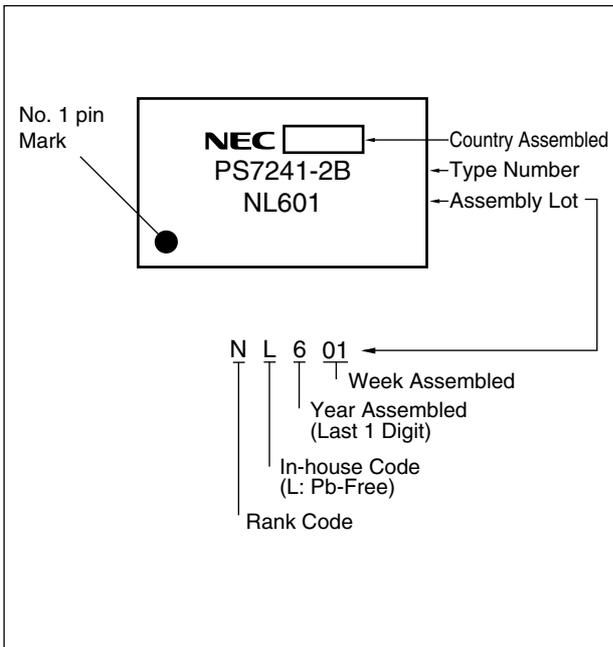 No. 1 pin
Mark
NEC
Country Assembled
PS7241-2B
Type Number
NL601
Assembly Lot
N L 6 01
Week Assembled
Year Assembled
(Last 1 Digit)
In-house Code
(L: Pb-Free)
Rank Code